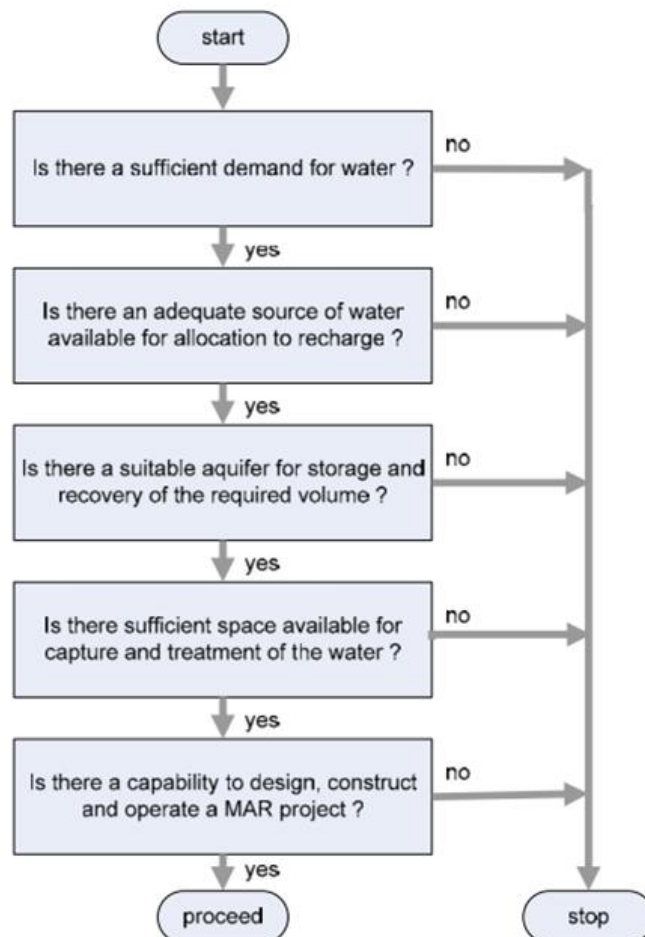 start
Is there a sufficient demand for water ?
no
yes
Is there an adequate source of water
available for allocation to recharge ?
no
yes
Is there a suitable aquifer for storage and
recovery of the required volume ?
no
yes
Is there sufficient space available for
capture and treatment of the water ?
no
yes
Is there a capability to design, construct
and operate a MAR project ?
no
yes
proceed
stop